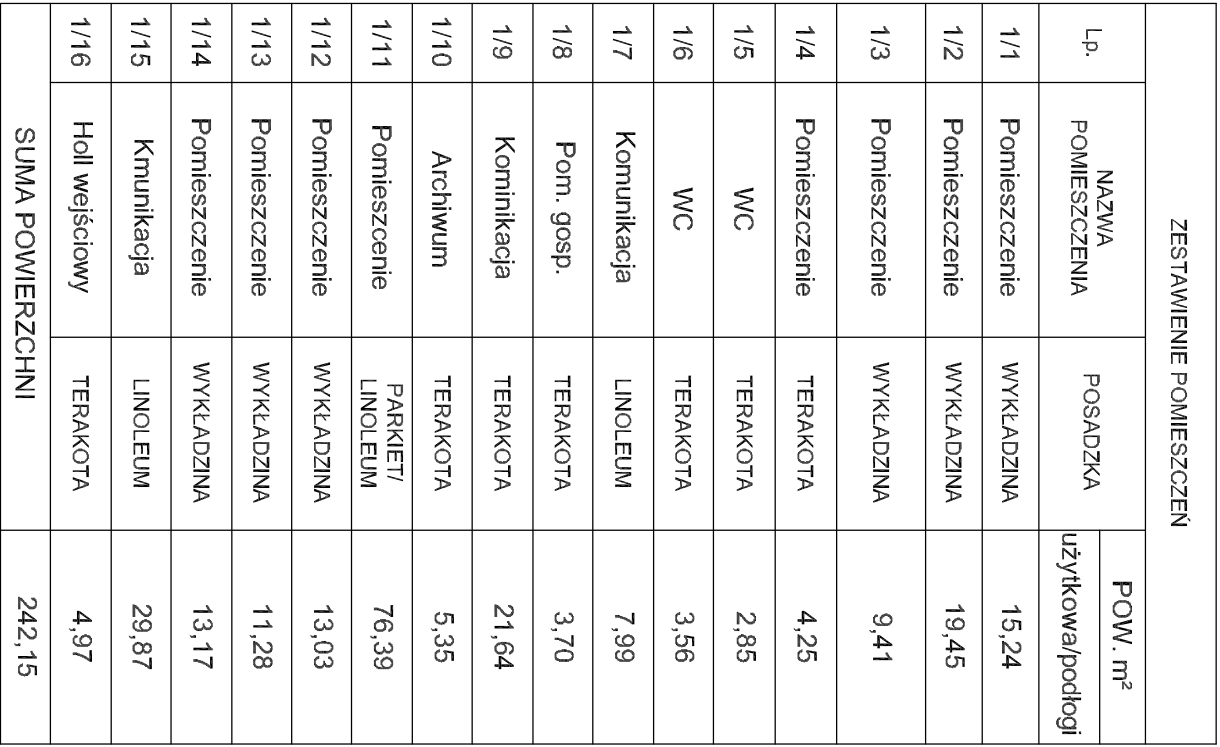 ZESTAWIENIE POMIESZCZEŃ
Lp.
NAZWA
POMIESZCZENIA
POSADZKA
POW. m²
użytkowa/podłogi
1/1 Pomieszczenie WYKŁADZINA 15,24
1/2 Pomieszczenie WYKŁADZINA 19,45
1/3 Pomieszczenie WYKŁADZINA 9,41
1/4 Pomieszczenie TERAKOTA 4,25
1/5 WC TERAKOTA 2,85
1/6 WC TERAKOTA 3,56
1/7 Komunikacja LINOLEUM 7,99
1/8 Pom. gosp. TERAKOTA 3,70
1/9 Kominikacja TERAKOTA 21,64
1/10 Archiwum TERAKOTA 5,35
1/11 Pomieszcenie PARKIET/
LINOLEUM 76,39
1/12 Pomieszczenie WYKŁADZINA 13,03
1/13 Pomieszczenie WYKŁADZINA 11,28
1/14 Pomieszczenie WYKŁADZINA 13,17
1/15 Kmunikacja LINOLEUM 29,87
1/16 Holl wejściowy TERAKOTA 4,97
SUMA POWIERZCHNI 242,15